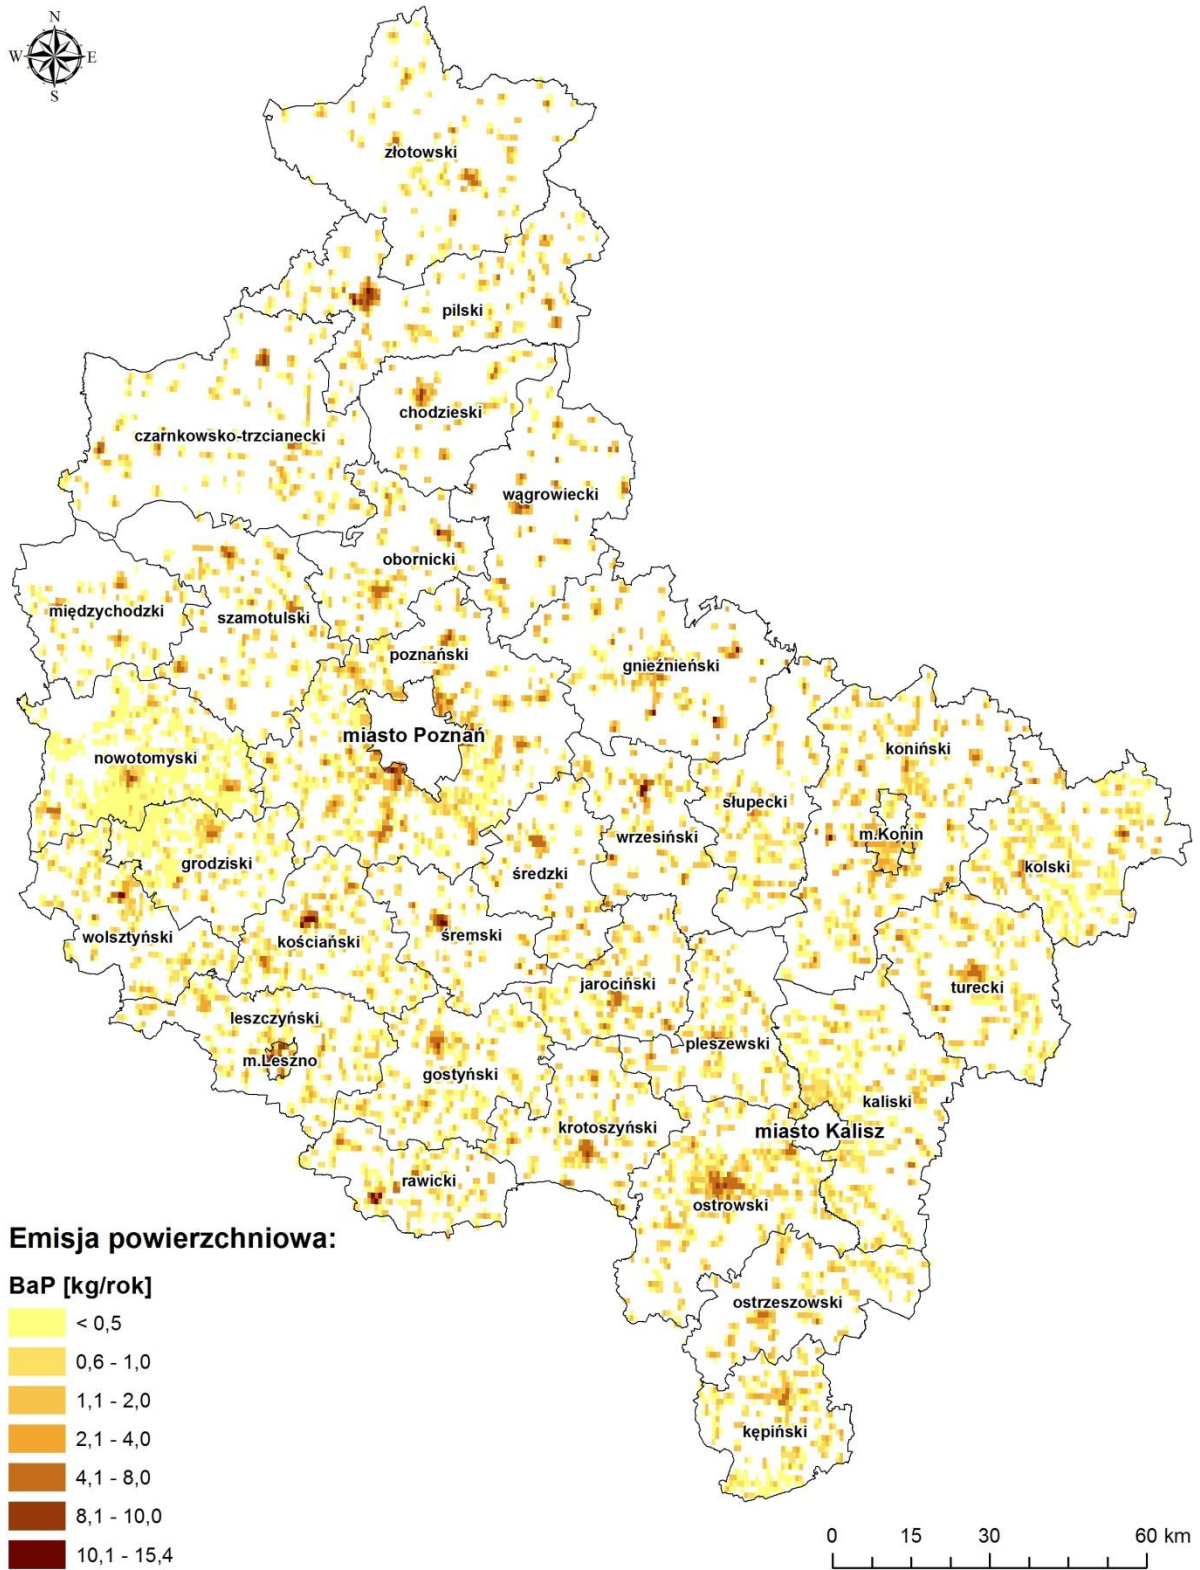 N
W E
S
złotowski
pilski
chodzieski
czarnkowsko-trzcianecki
wągrowiecki
obornicki
międzychodzki
szamotulski
poznański
gnieźnieński
miasto Poznań
koniński
nowotomyski
słupecki
m.Konin
wrzesiński
grodziski
średzki
kolski
wolsztyński
kościański
śremski
jarociński
turecki
leszczyński
pleszewski
m.Leszno
gostyński
kaliski
krotoszyński
miasto Kalisz
rawicki
ostrowski
Emisja powierzchniowa:
BaP [kg/rok]
ostrzeszowski
< 0,5
0,6 - 1,0
1,1 - 2,0
2,1 - 4,0
kępiński
4,1 - 8,0
8,1 - 10,0
10,1 - 15,4
0 15 30 60 km